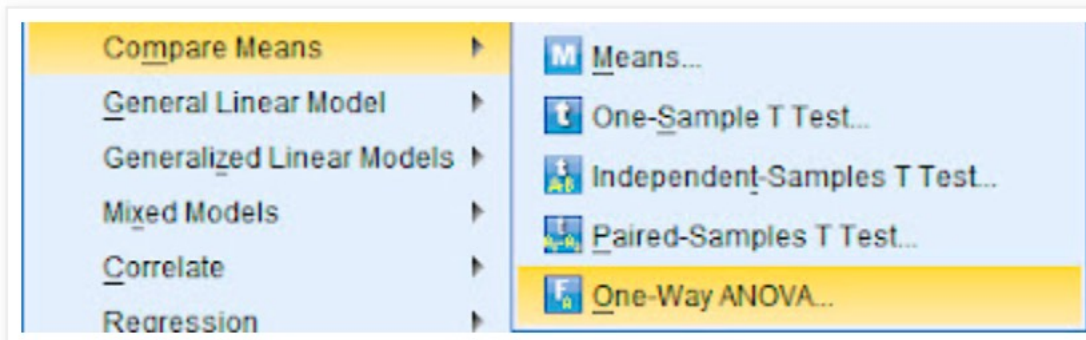 Compare Means
General Linear Model
Generalized Linear Models
Mixed Models
Correlate
Regression
M Means...
t One-Sample T Test...
Independent-Samples T Test...
Paired-Samples T Test...
One-Way ANOVA...